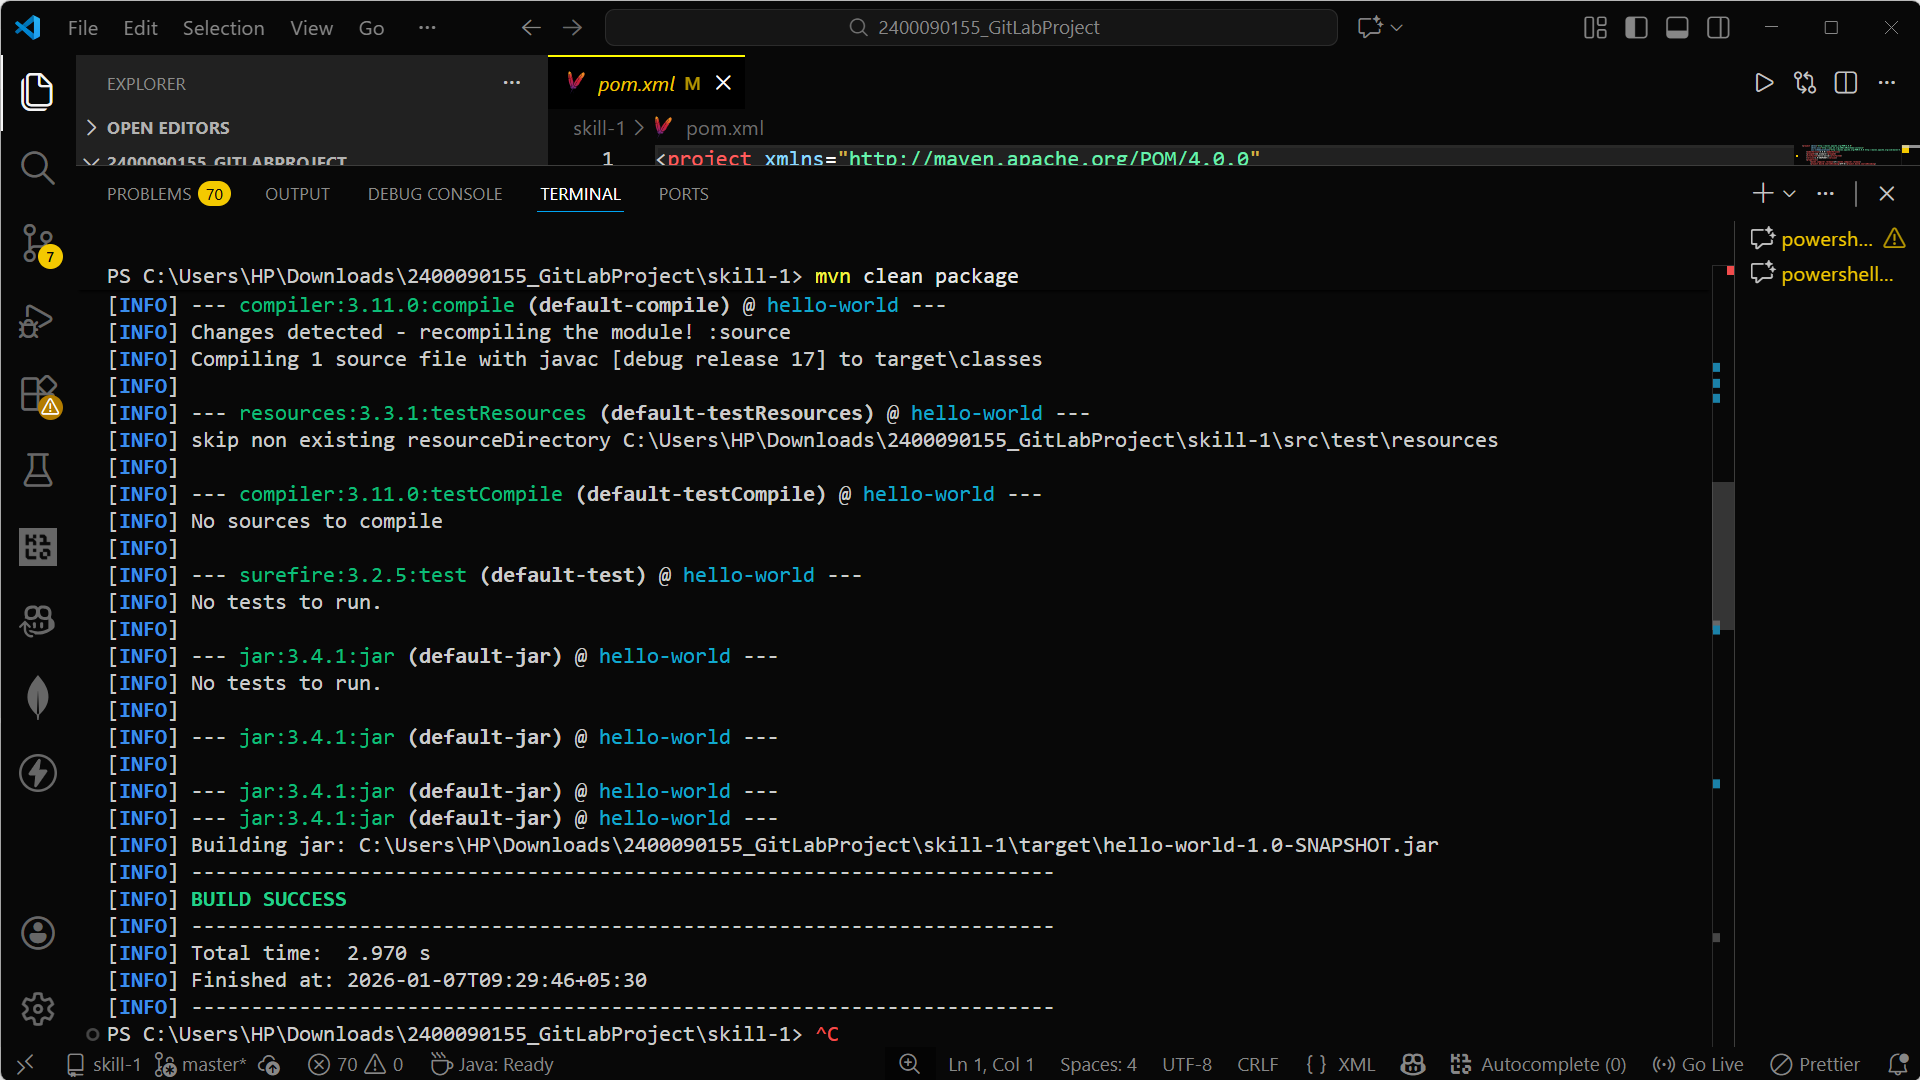 File Edit Selection View Go ··· 2400090155_GitLabProject
EXPLORER ···
pom.xml M
OPEN EDITORS
skill-1 > pom.xml
2400090155_GITLABPROJECT
1 <project xmlns="http://maven.apache.org/POM/4.0.0"
PROBLEMS 70 OUTPUT DEBUG CONSOLE TERMINAL PORTS
powersh...
powershell...
7
PS C:\Users\HP\Downloads\2400090155_GitLabProject\skill-1> mvn clean package
[INFO] --- compiler:3.11.0:compile (default-compile) @ hello-world ---
[INFO] Changes detected - recompiling the module! :source
[INFO] Compiling 1 source file with javac [debug release 17] to target\classes
[INFO]
[INFO] --- resources:3.3.1:testResources (default-testResources) @ hello-world ---
[INFO] skip non existing resourceDirectory C:\Users\HP\Downloads\2400090155_GitLabProject\skill-1\src\test\resources
[INFO]
[INFO] --- compiler:3.11.0:testCompile (default-testCompile) @ hello-world ---
[INFO] No sources to compile
[INFO]
[INFO] --- surefire:3.2.5:test (default-test) @ hello-world ---
[INFO] No tests to run.
[INFO]
[INFO] --- jar:3.4.1:jar (default-jar) @ hello-world ---
[INFO] No tests to run.
[INFO]
[INFO] --- jar:3.4.1:jar (default-jar) @ hello-world ---
[INFO]
[INFO] --- jar:3.4.1:jar (default-jar) @ hello-world ---
[INFO] --- jar:3.4.1:jar (default-jar) @ hello-world ---
[INFO] Building jar: C:\Users\HP\Downloads\2400090155_GitLabProject\skill-1\target\hello-world-1.0-SNAPSHOT.jar
[INFO] ------------------------------------------------------------------------
[INFO] BUILD SUCCESS
[INFO] ------------------------------------------------------------------------
[INFO] Total time:  2.970 s
[INFO] Finished at: 2026-01-07T09:29:46+05:30
[INFO] ------------------------------------------------------------------------
PS C:\Users\HP\Downloads\2400090155_GitLabProject\skill-1> ^C
skill-1 master* 70 0 Java: Ready Ln 1, Col 1 Spaces: 4 UTF-8 CRLF {} XML Autocomplete (0) Go Live Prettier